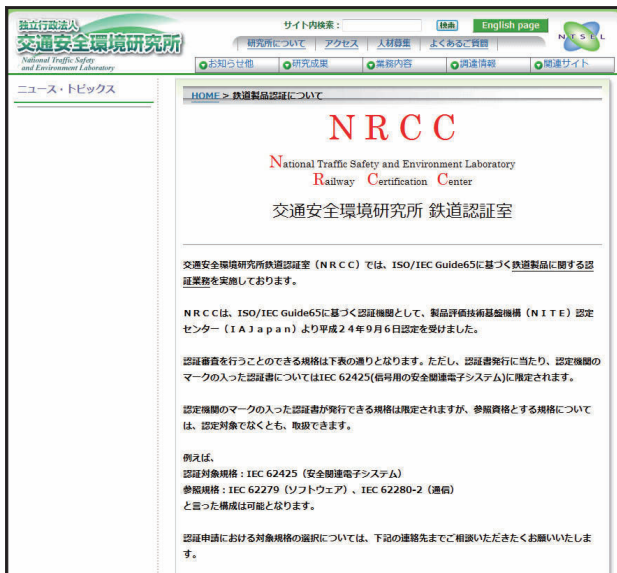 独立行政法人
交通安全環境研究所
National Traffic Safety
and Environment Laboratory
サイト内検索：
検索
English page
NTSEL
研究所について
アクセス
人材募集
よくあるご質問
お知らせ他
研究成果
業務内容
調達情報
関連サイト
ニュース・トピックス
HOME > 鉄道製品認証について
NRCC
National Traffic Safety and Environment Laboratory
Railway Certification Center
交通安全環境研究所 鉄道認証室
交通安全環境研究所鉄道認証室（ＮＲＣＣ）では、ISO/IEC Guide65に基づく鉄道製品に関する認
証業務を実施しております。
ＮＲＣＣは、ISO/IEC Guide65に基づく認証機関として、製品評価技術基盤機構（ＮＩＴＥ）認定
センター（ＩＡＪａｐａｎ）より平成２４年９月６日認定を受けました。
認証審査を行うことのできる規格は下表の通りとなります。ただし、認証書発行に当たり、認定機関の
マークの入った認証書についてはIEC 62425(信号用の安全関連電子システム)に限定されます。
認定機関のマークの入った認証書が発行できる規格は限定されますが、参照資格とする規格について
は、認定対象でなくとも、取扱できます。
例えば、
認証対象規格：IEC 62425（安全関連電子システム）
参照規格：IEC 62279（ソフトウェア）、IEC 62280-2（通信）
と言った構成は可能となります。
認証申請における対象規格の選択については、下記の連絡先までご相談いただきたくお願いいたしま
す。